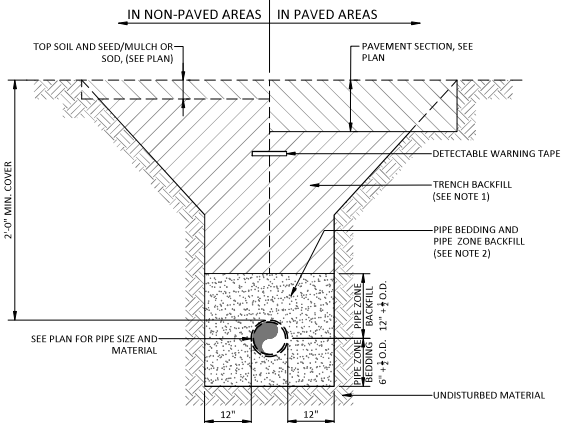 IN NON-PAVED AREAS
IN PAVED AREAS
TOP SOIL AND SEED/MULCH OR
SOD, (SEE PLAN)
PAVEMENT SECTION, SEE
PLAN
DETECTABLE WARNING TAPE
TRENCH BACKFILL
(SEE NOTE 1)
2'-0" MIN. COVER
PIPE BEDDING AND
PIPE ZONE BACKFILL
(SEE NOTE 2)
PIPE ZONE
BACKFILL
12" + ½ O.D.
SEE PLAN FOR PIPE SIZE AND
MATERIAL
PIPE ZONE
BEDDING
6" + ½ O.D.
UNDISTURBED MATERIAL
12"
12"